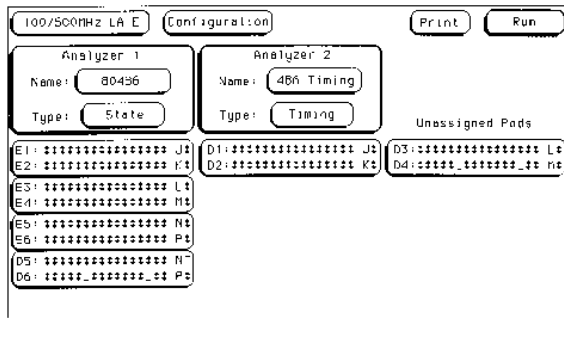 100/500MHz LA E Configuration Print Run
Analyzer 1
Name: 80436
Type: State
Analyzer 2
Name: 486 Timing
Type: Timing
Unassigned Pods
E1: J
E2: K
E3: L
E4: M
E5: N
E6: P
D5: N
D6: P
D1: J
D2: K
D3: L
D4: